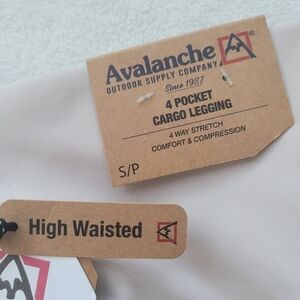 Avalanche
OUTDOOR SUPPLY COMPANY
Since 1987
4 POCKET
CARGO LEGGING
4 WAY STRETCH
COMFORT & COMPRESSION
S/P
High Waisted